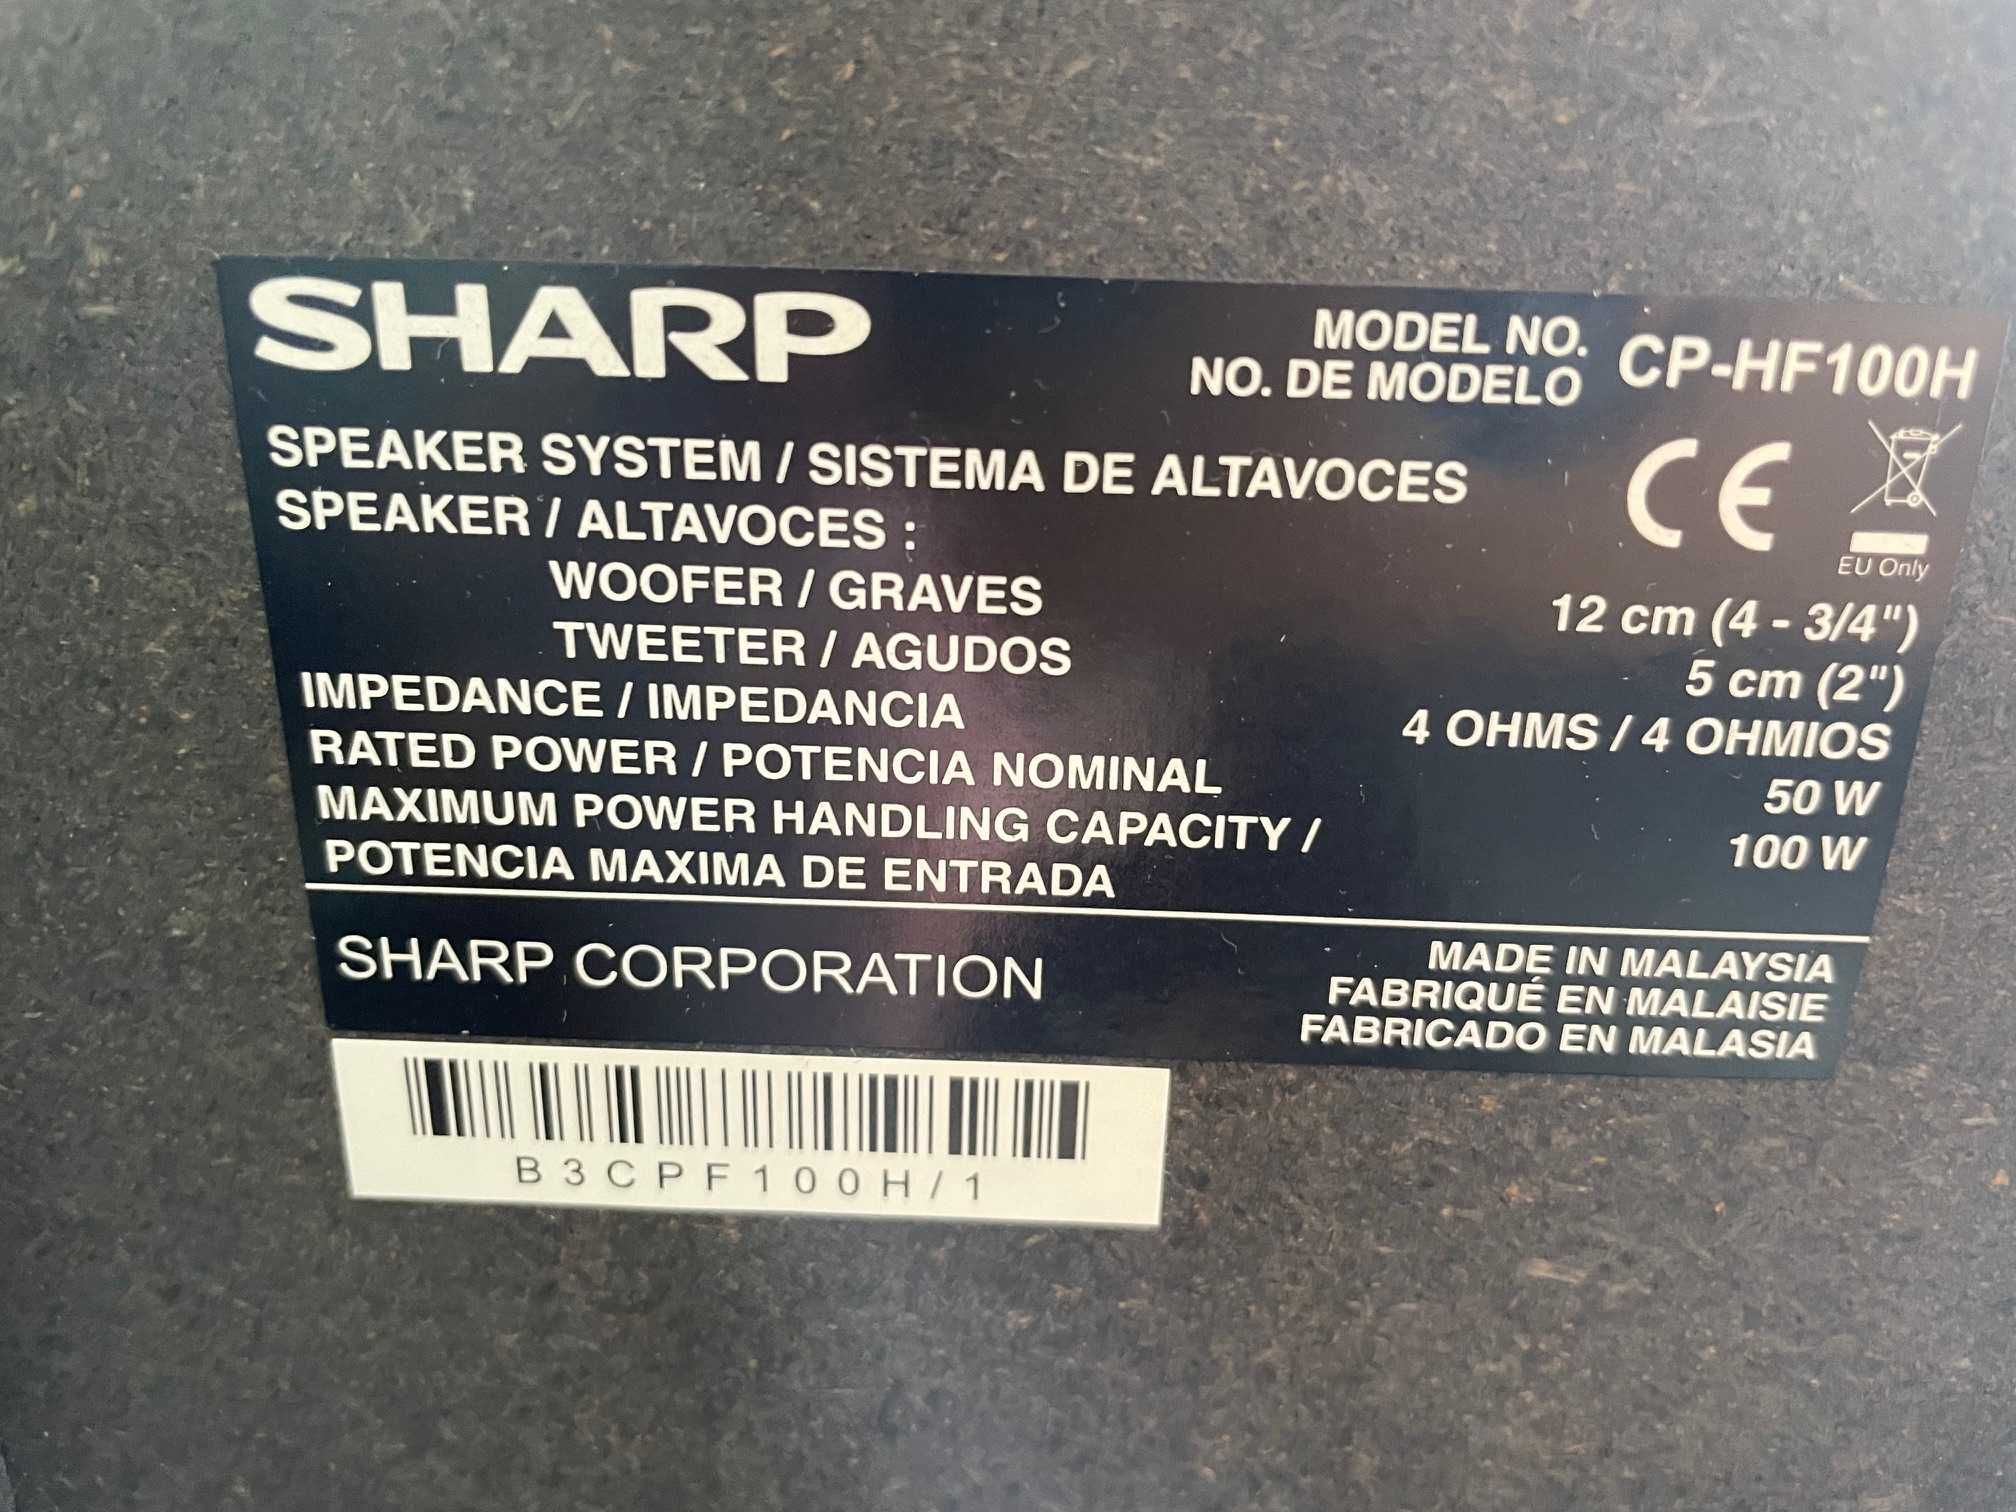 SHARP
MODEL NO.
NO. DE MODELO
CP-HF100H
SPEAKER SYSTEM / SISTEMA DE ALTAVOCES
SPEAKER / ALTAVOCES :
WOOFER / GRAVES 12 cm (4 - 3/4")
TWEETER / AGUDOS 5 cm (2")
IMPEDANCE / IMPEDANCIA 4 OHMS / 4 OHMIOS
RATED POWER / POTENCIA NOMINAL 50 W
MAXIMUM POWER HANDLING CAPACITY / 100 W
POTENCIA MAXIMA DE ENTRADA
CE
EU Only
SHARP CORPORATION
MADE IN MALAYSIA
FABRIQUÉ EN MALAISIE
FABRICADO EN MALASIA
B3CPF100H/1